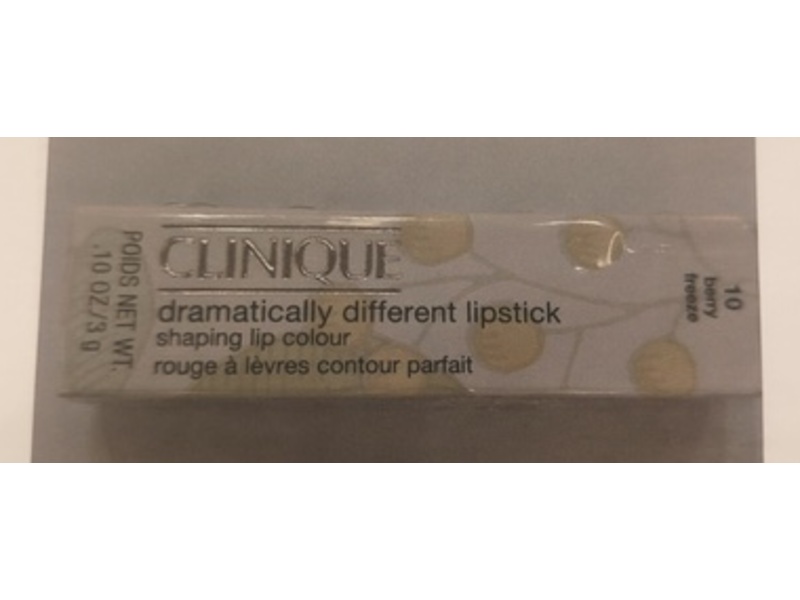 CLINIQUE
dramatically different lipstick
shaping lip colour
rouge à lèvres contour parfait
POIDS NET WT.
.10 OZ/3 g
10
berry
freeze